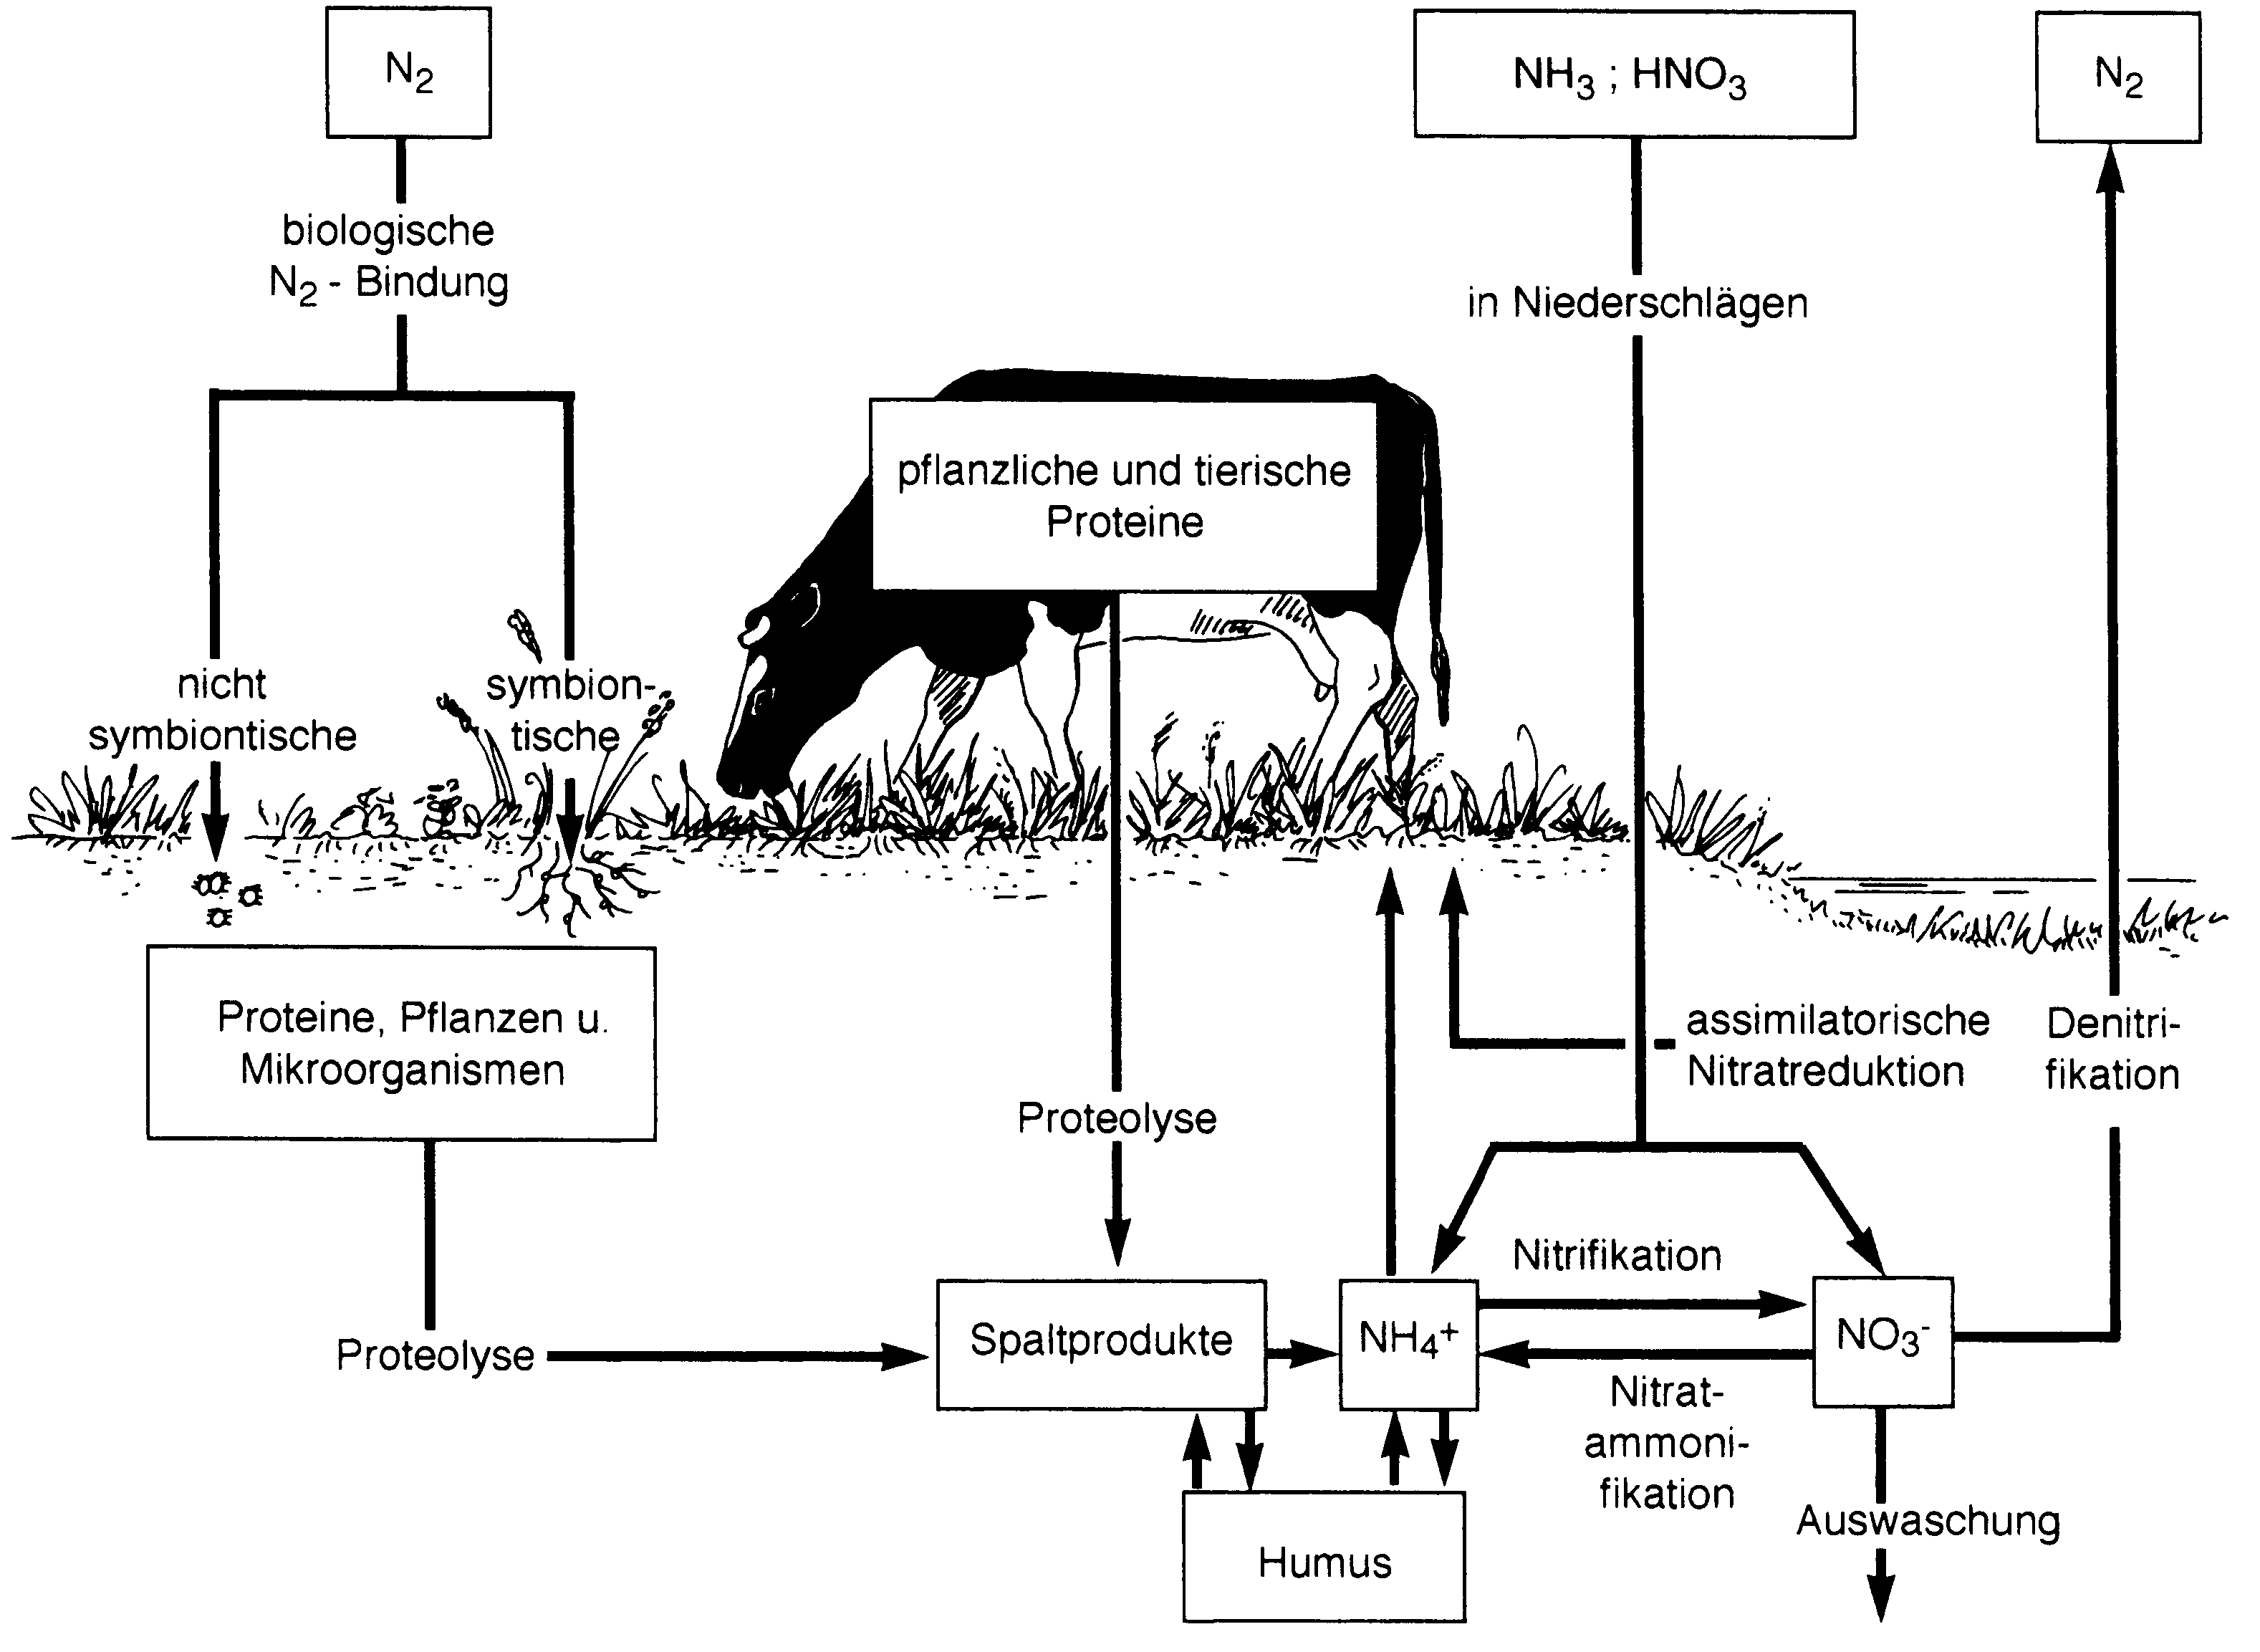 N₂
NH₃ ; HNO₃
N₂
biologische
N₂ - Bindung
in Niederschlägen
pflanzliche und tierische
Proteine
nicht
symbiontische
symbion-
tische
Proteine, Pflanzen u.
Mikroorganismen
assimilatorische
Nitratreduktion
Denitri-
fikation
Proteolyse
Nitrifikation
Proteolyse
Spaltprodukte
NH₄⁺
NO₃⁻
Nitrat-
ammoni-
fikation
Auswaschung
Humus